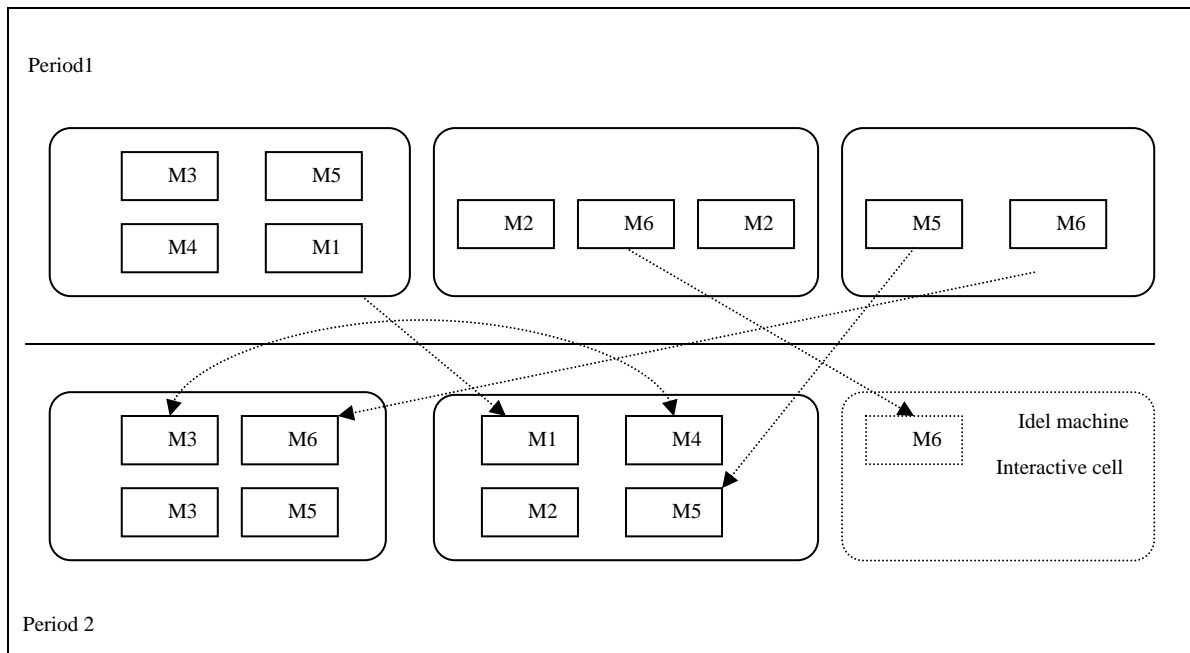 Period1
M3 M5
M4 M1
M2 M6 M2
M5 M6
M3 M6
M3 M5
M1 M4
M2 M5
M6
Idel machine
Interactive cell
Period 2